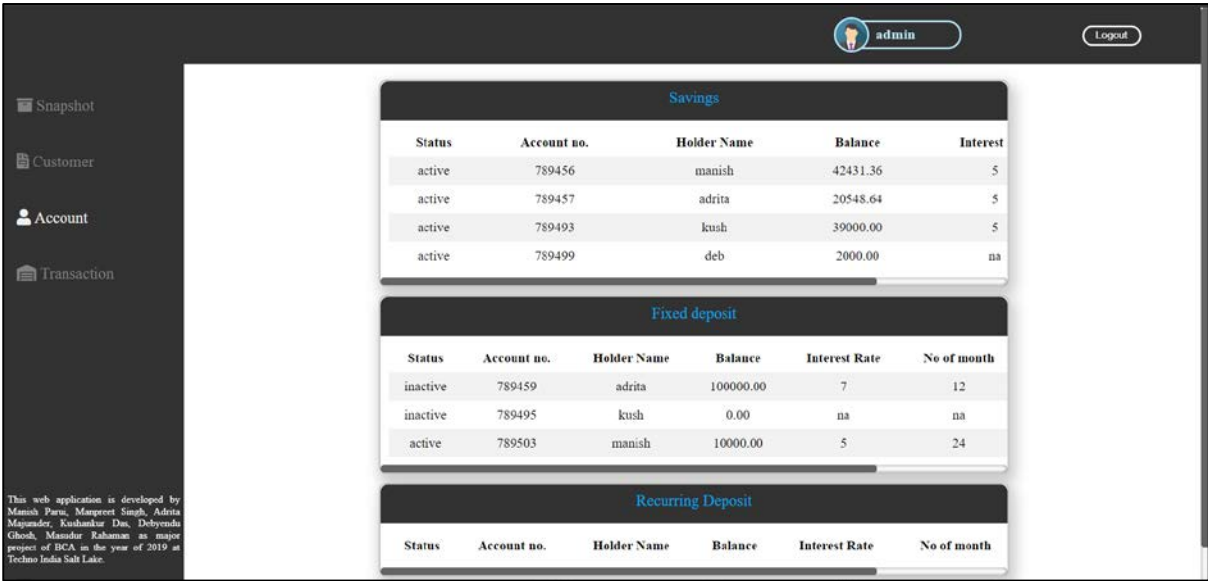 admin
Logout
Snapshot
Customer
Account
Transaction
This web application is developed by
Manish Parui, Manpreet Singh, Adrita
Majumder, Kushankur Das, Debyendu
Ghosh, Masudur Rahaman as major
project of BCA in the year of 2019 at
Techno India Salt Lake.
Savings
Status Account no. Holder Name Balance Interest
active 789456 manish 42431.36 5
active 789457 adrita 20548.64 5
active 789493 kush 39000.00 5
active 789499 deb 2000.00 na
Fixed deposit
Status Account no. Holder Name Balance Interest Rate No of month
inactive 789459 adrita 100000.00 7 12
inactive 789495 kush 0.00 na na
active 789503 manish 10000.00 5 24
Recurring Deposit
Status Account no. Holder Name Balance Interest Rate No of month